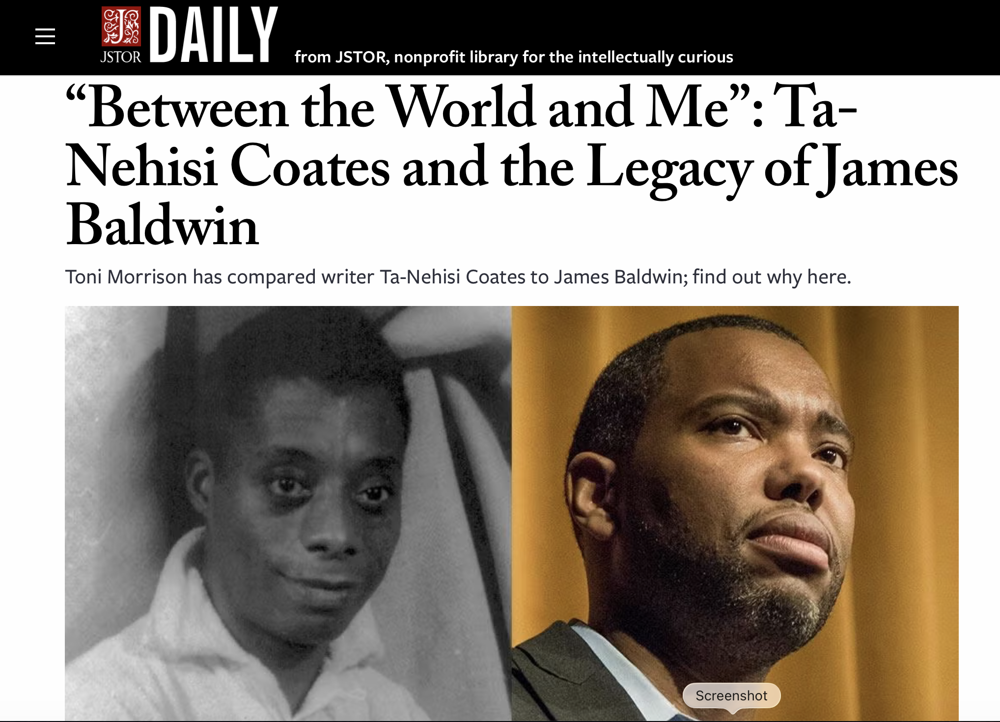 JSTOR
DAILY
from JSTOR, nonprofit library for the intellectually curious
“Between the World and Me”: Ta-
Nehisi Coates and the Legacy of James
Baldwin
Toni Morrison has compared writer Ta-Nehisi Coates to James Baldwin; find out why here.
Screenshot